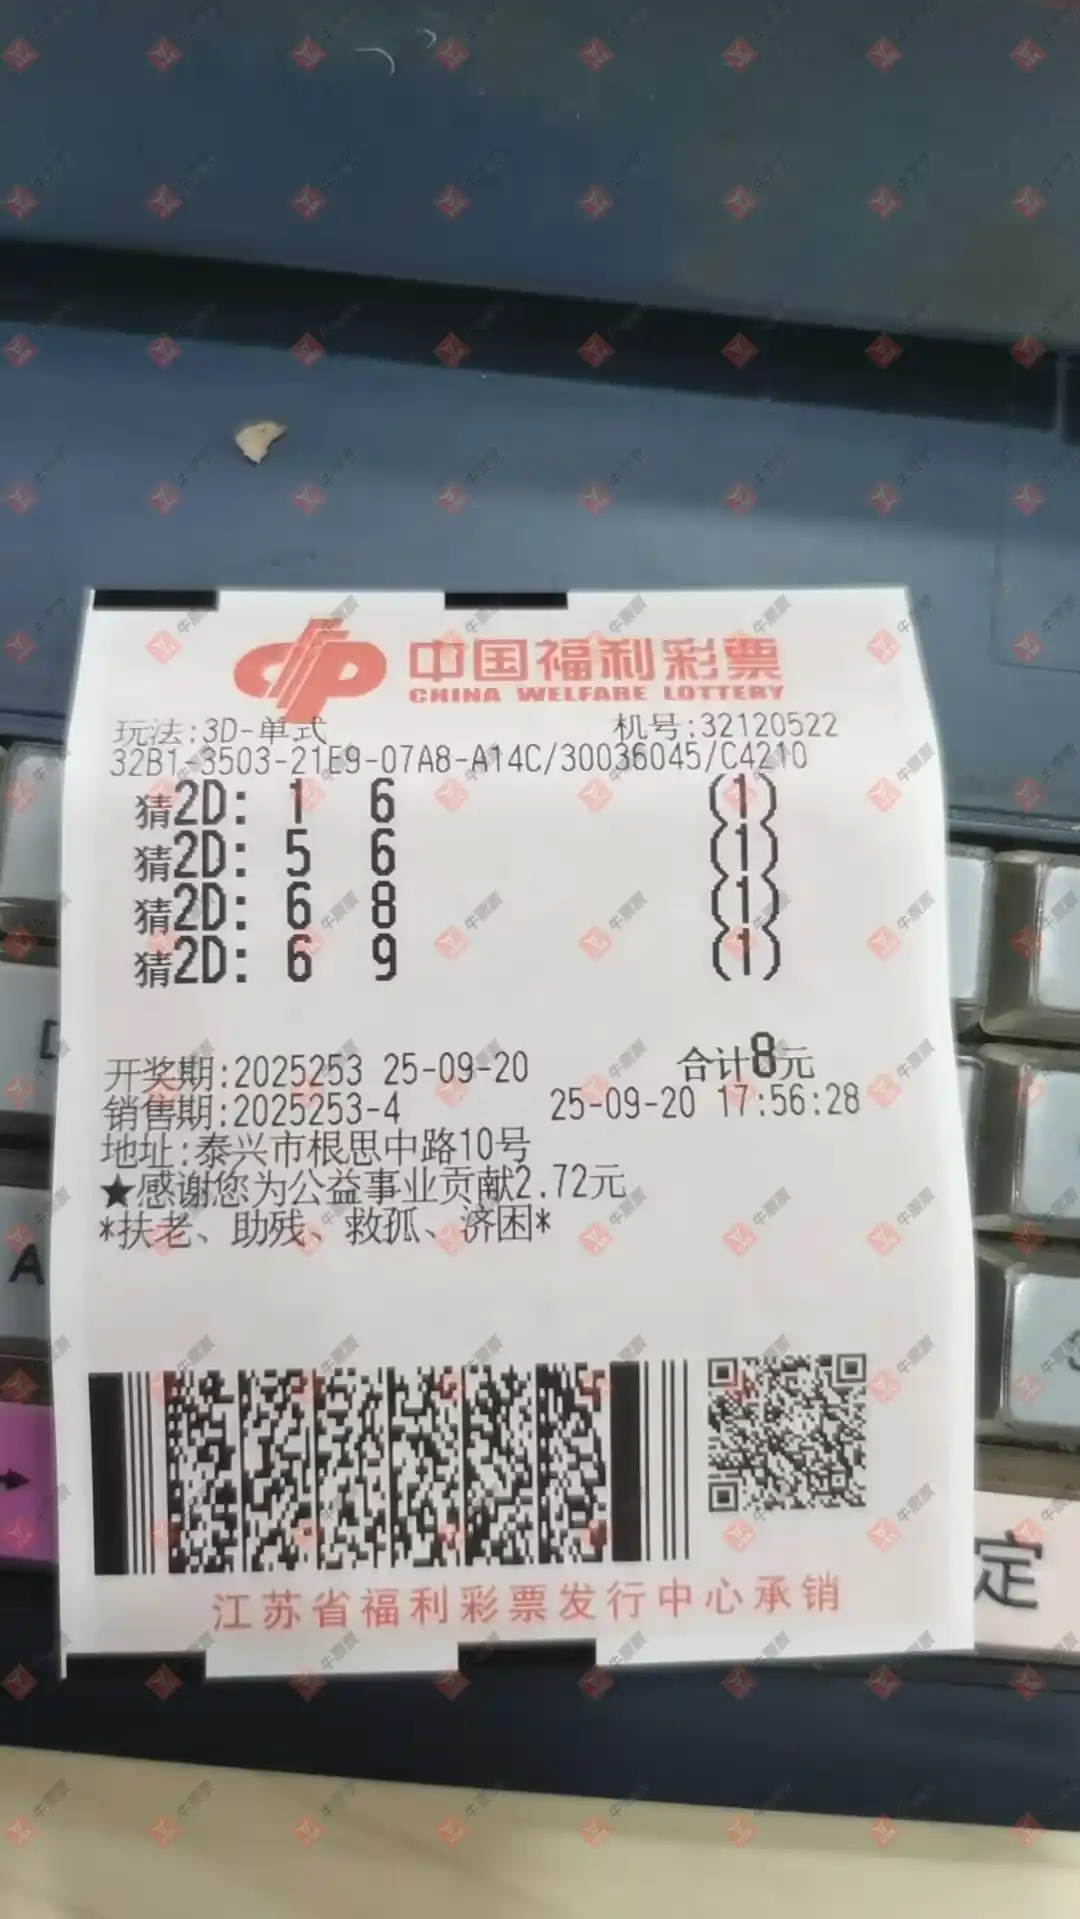 中国福利彩票
CHINA WELFARE LOTTERY
玩法:3D-单式 机号:32120522
32B1-3503-21E9-07A8-A14C/30036045/C4210
猜2D: 1 6 (1)
猜2D: 5 6 (1)
猜2D: 6 8 (1)
猜2D: 6 9 (1)
开奖期:2025253 25-09-20 合计8元
销售期:2025253-4 25-09-20 17:56:28
地址:泰兴市根思中路10号
★感谢您为公益事业贡献2.72元
*扶老、助残、救孤、济困*
江苏省福利彩票发行中心承销
A
定
牛票票